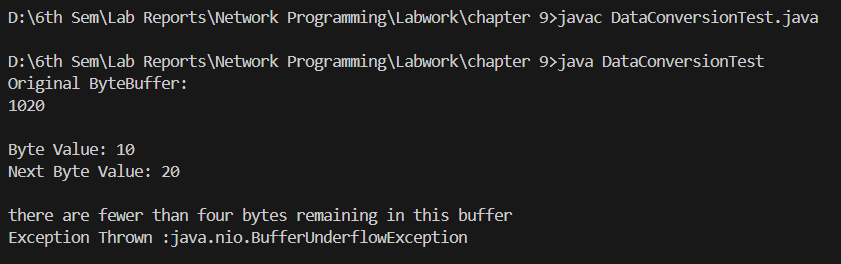 D:\6th Sem\Lab Reports\Network Programming\Labwork\chapter 9>javac DataConversionTest.java
D:\6th Sem\Lab Reports\Network Programming\Labwork\chapter 9>java DataConversionTest
Original ByteBuffer:
1020
Byte Value: 10
Next Byte Value: 20
there are fewer than four bytes remaining in this buffer
Exception Thrown :java.nio.BufferUnderflowException